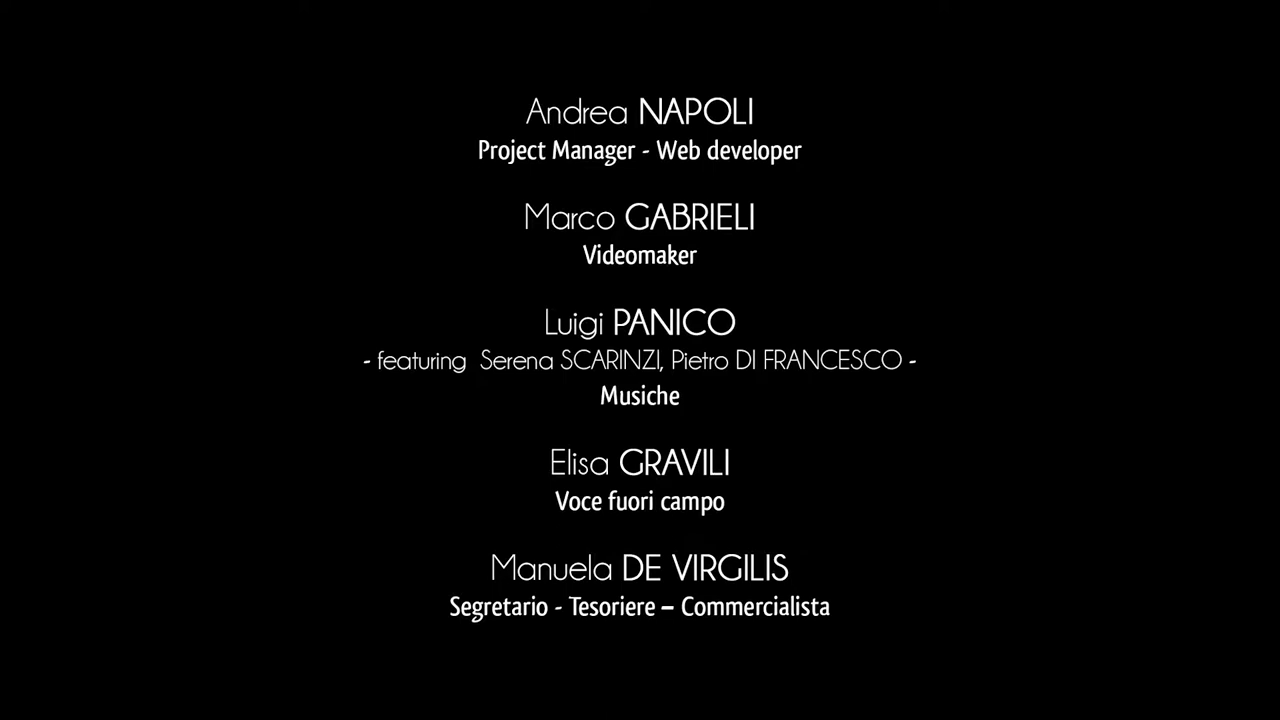 Andrea NAPOLI
Project Manager - Web developer
Marco GABRIELI
Videomaker
Luigi PANICO
- featuring  Serena SCARINZI, Pietro DI FRANCESCO -
Musiche
Elisa GRAVILI
Voce fuori campo
Manuela DE VIRGILIS
Segretario - Tesoriere – Commercialista